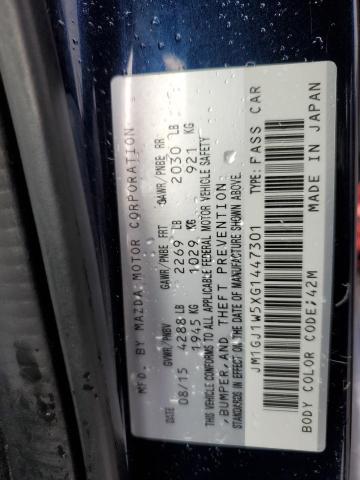 MFD. BY MAZDA MOTOR CORPORATION
DATE GVWR/PNBV GAWR/PNBE FRT GAWR/PNBE RR
08/15 4288 LB 2269 LB 2030 LB
1945 KG 1029 KG 921 KG
THIS VEHICLE CONFORMS TO ALL APPLICABLE FEDERAL MOTOR VEHICLE SAFETY
,BUMPER,AND THEFT PREVENTION
STANDARDS IN EFFECT ON THE DATE OF MANUFACTURE SHOWN ABOVE.
JM1GJ1W5XG1447301 TYPE: PASS CAR
BODY COLOR CODE:42M MADE IN JAPAN